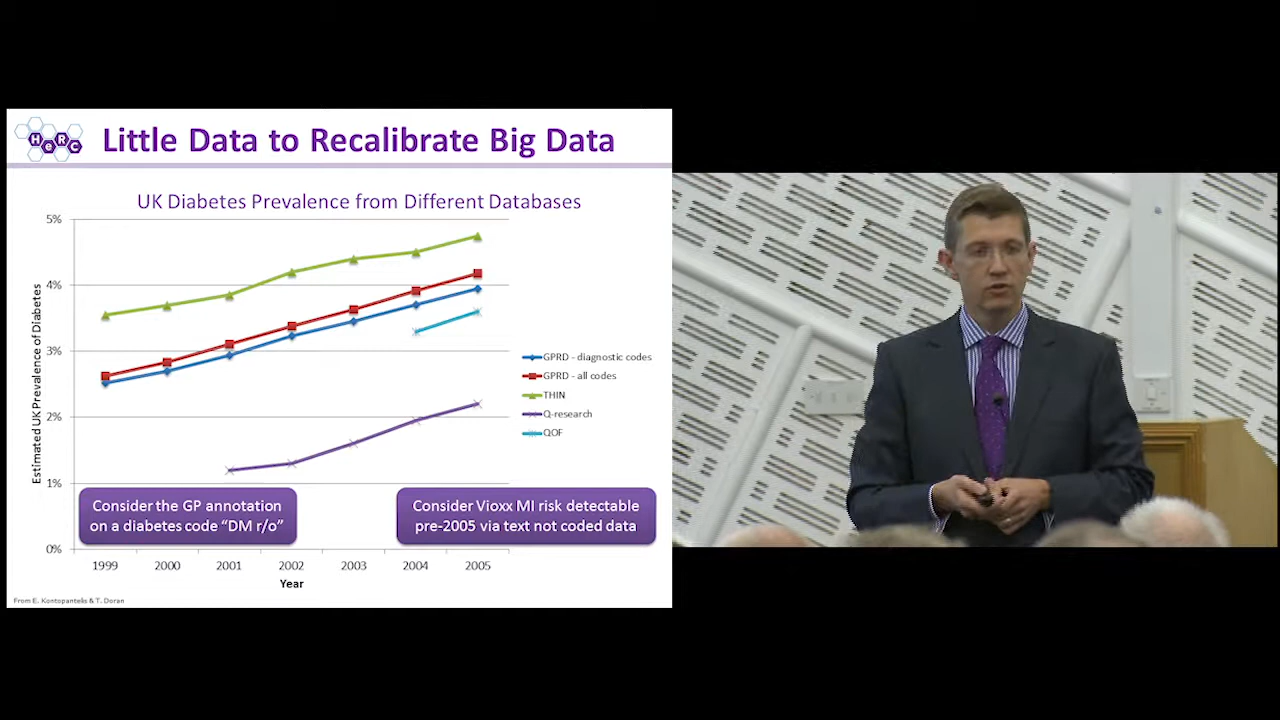 HeRC
Little Data to Recalibrate Big Data
UK Diabetes Prevalence from Different Databases
5%
4%
3%
2%
1%
0%
Estimated UK Prevalence of Diabetes
GPRD - diagnostic codes
GPRD - all codes
THIN
Q-research
QOF
Consider the GP annotation
on a diabetes code “DM r/o”
Consider Vioxx MI risk detectable
pre-2005 via text not coded data
1999 2000 2001 2002 2003 2004 2005
Year
From E. Kontopantelis & T. Doran